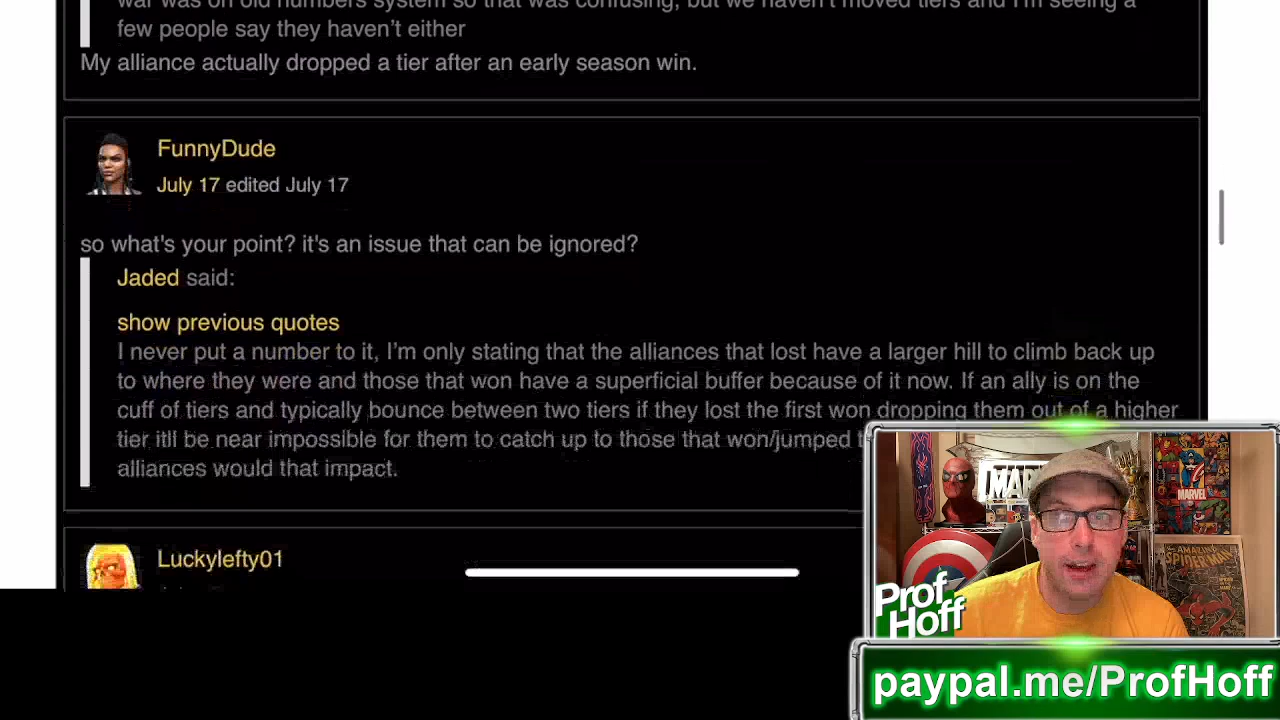 war was on old numbers system so that was confusing, but we haven't moved tiers and I'm seeing a
few people say they haven't either
My alliance actually dropped a tier after an early season win.
FunnyDude
July 17 edited July 17
so what's your point? it's an issue that can be ignored?
Jaded said:
show previous quotes
I never put a number to it, I'm only stating that the alliances that lost have a larger hill to climb back up
to where they were and those that won have a superficial buffer because of it now. If an ally is on the
cuff of tiers and typically bounce between two tiers if they lost the first won dropping them out of a higher
tier itll be near impossible for them to catch up to those that won/jumped
alliances would that impact.
Luckylefty01
MAR
MARVEL
AMAZING
SPIDER-MAN
Prof
Hoff
paypal.me/ProfHoff